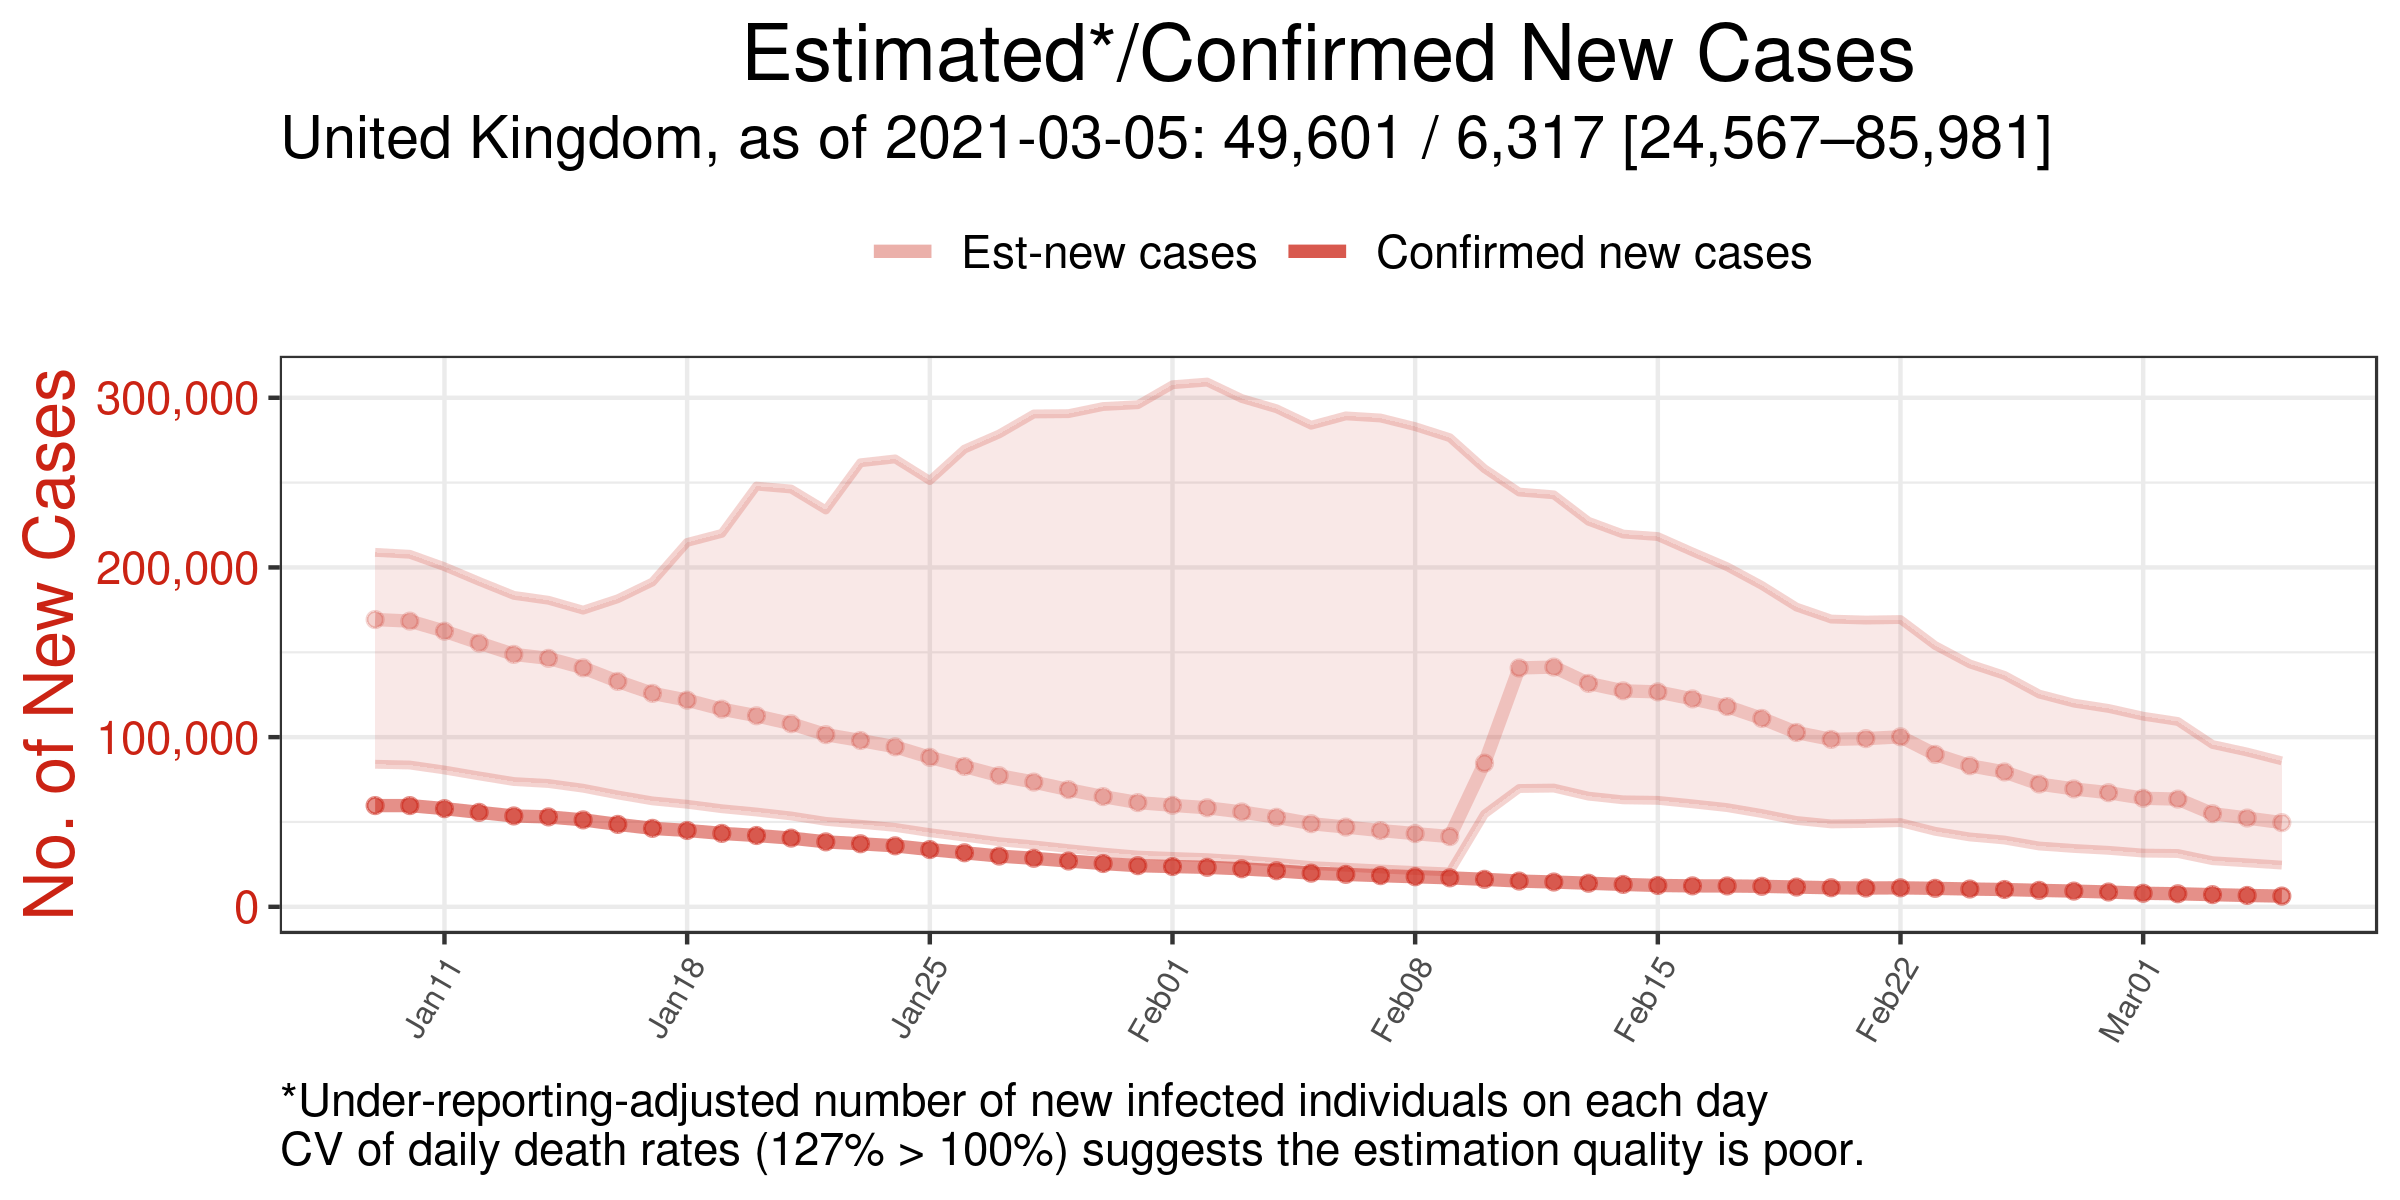 Estimated*/Confirmed New Cases
United Kingdom, as of 2021-03-05: 49,601 / 6,317 [24,567–85,981]
Est-new cases
Confirmed new cases
No. of New Cases
300,000
200,000
100,000
0
Jan11
Jan18
Jan25
Feb01
Feb08
Feb15
Feb22
Mar01
*Under-reporting-adjusted number of new infected individuals on each day
CV of daily death rates (127% > 100%) suggests the estimation quality is poor.